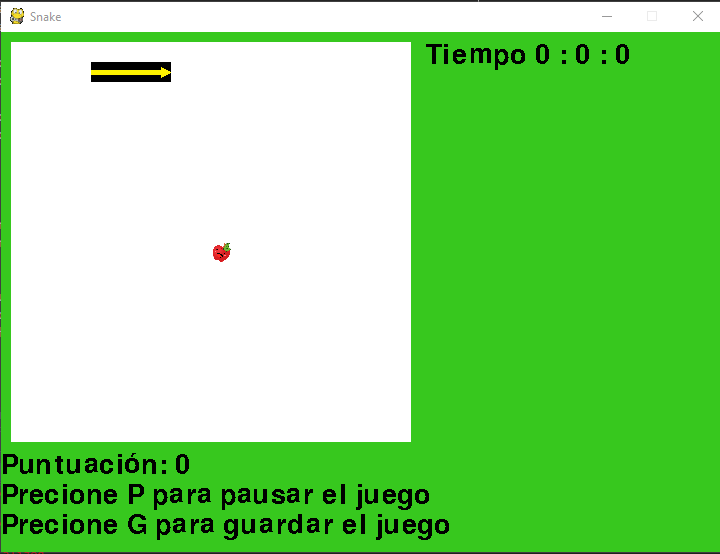 Snake
Tiempo 0 : 0 : 0
Puntuación: 0
Precione P para pausar el juego
Precione G para guardar el juego